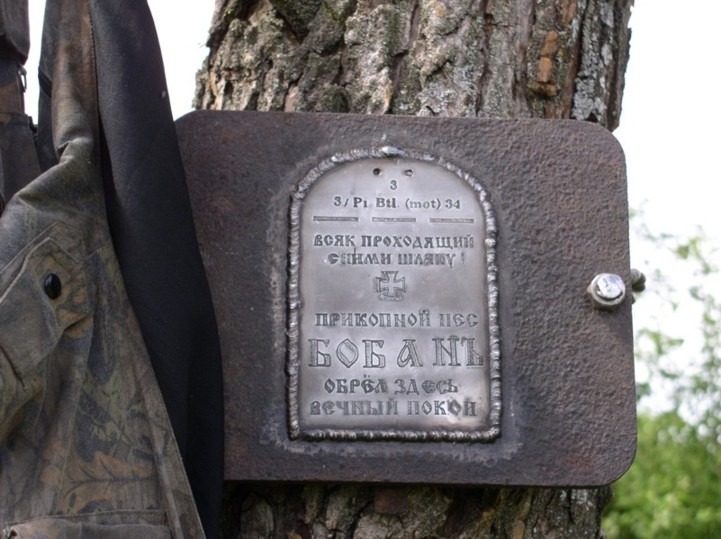 3
3/Pi. Btl. (mot) 34
ВСЯК ПРОХОДЯЩИЙ
СНИМИ ШЛЯПУ!
ПРИКОПНОЙ ПЕС
БОБАНЪ
ОБРЁЛ ЗДЕСЬ
ВЕЧНЫЙ ПОКОЙ